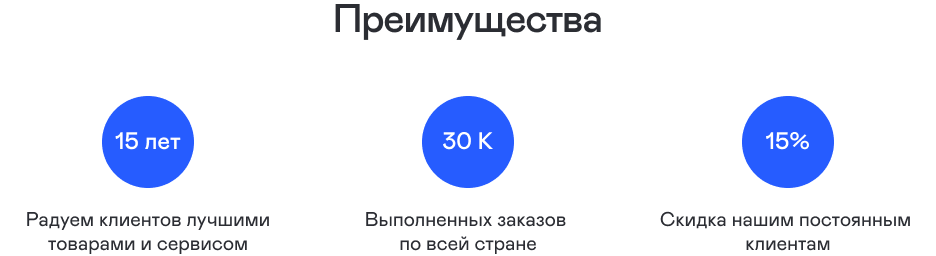 Преимущества
15 лет
30 К
15%
Радуем клиентов лучшими
товарами и сервисом
Выполненных заказов
по всей стране
Скидка нашим постоянным
клиентам